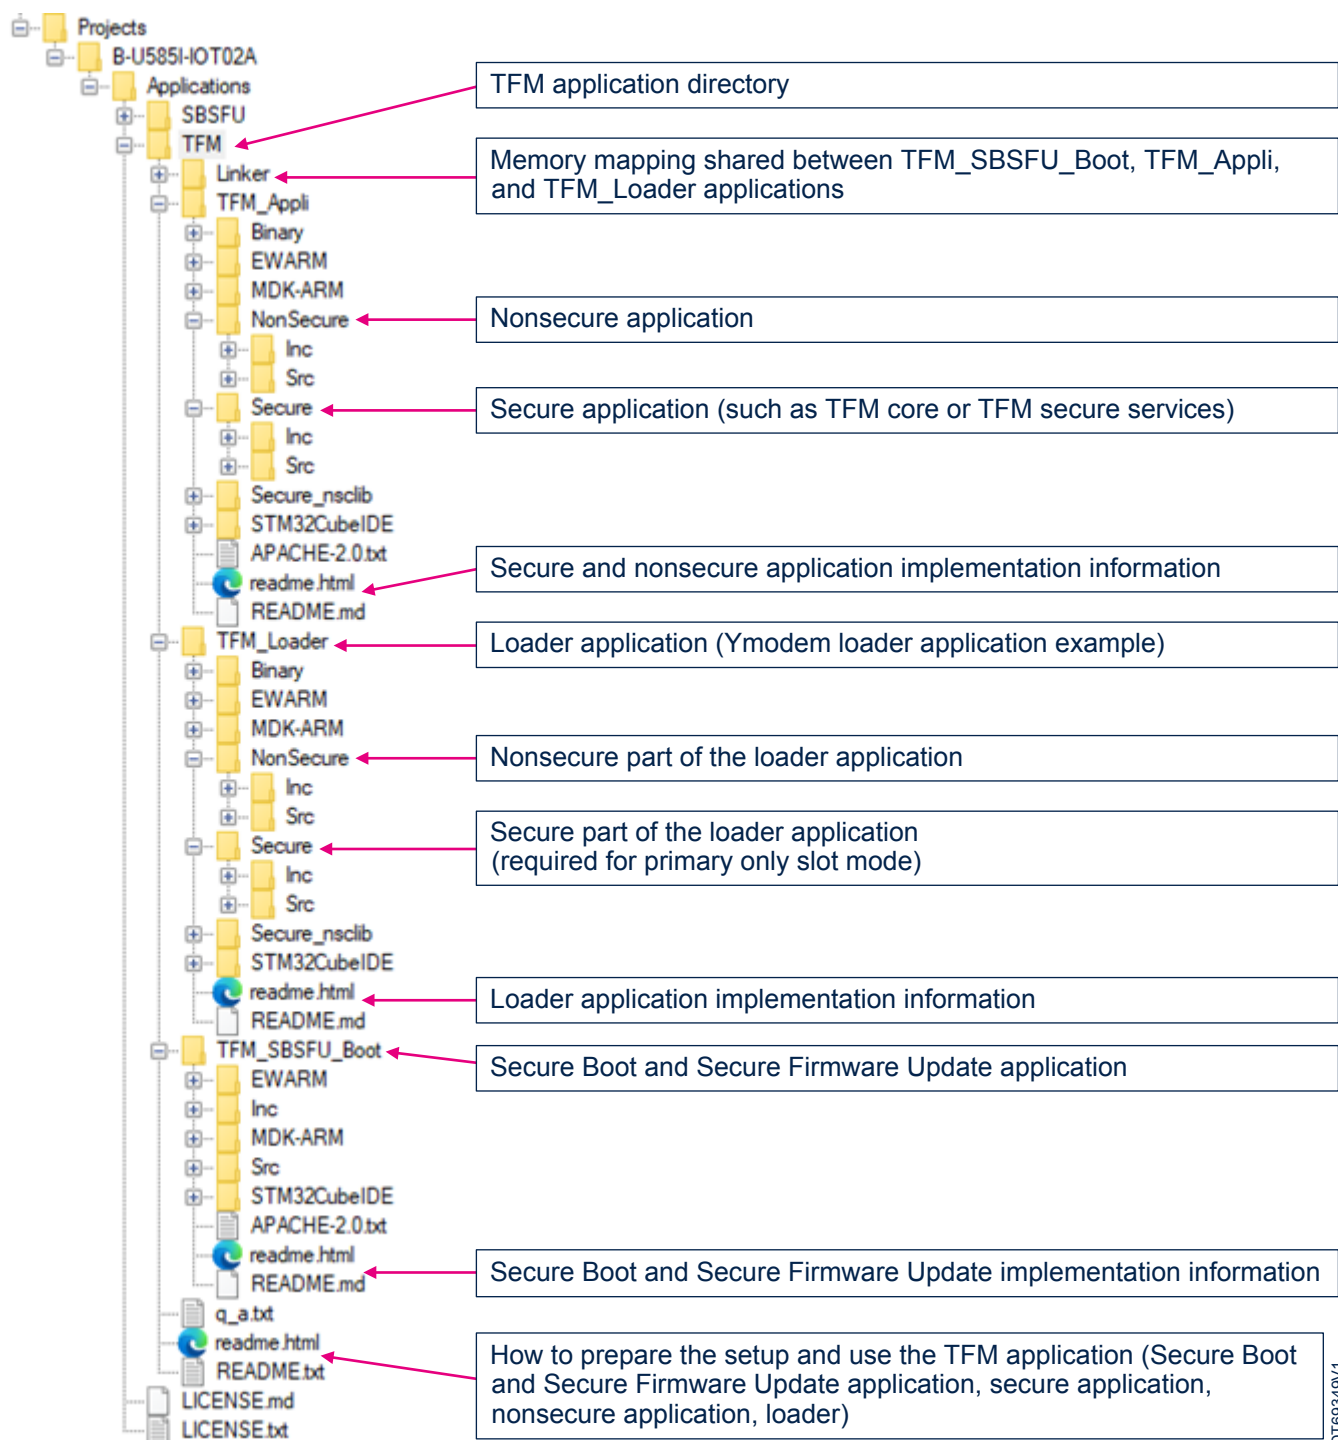 Projects
B-U585I-IOT02A
Applications
SBSFU
TFM
TFM application directory
Linker
Memory mapping shared between TFM_SBSFU_Boot, TFM_Appli,
and TFM_Loader applications
TFM_Appli
Binary
EWARM
MDK-ARM
NonSecure
Nonsecure application
Inc
Src
Secure
Secure application (such as TFM core or TFM secure services)
Inc
Src
Secure_nsclib
STM32CubeIDE
APACHE-2.0.txt
readme.html
Secure and nonsecure application implementation information
README.md
TFM_Loader
Loader application (Ymodem loader application example)
Binary
EWARM
MDK-ARM
NonSecure
Nonsecure part of the loader application
Inc
Src
Secure
Secure part of the loader application
(required for primary only slot mode)
Inc
Src
Secure_nsclib
STM32CubeIDE
readme.html
Loader application implementation information
README.md
TFM_SBSFU_Boot
Secure Boot and Secure Firmware Update application
EWARM
Inc
MDK-ARM
Src
STM32CubeIDE
APACHE-2.0.txt
readme.html
README.md
Secure Boot and Secure Firmware Update implementation information
q_a.txt
readme.html
README.txt
How to prepare the setup and use the TFM application (Secure Boot
and Secure Firmware Update application, secure application,
nonsecure application, loader)
LICENSE.md
LICENSE.txt